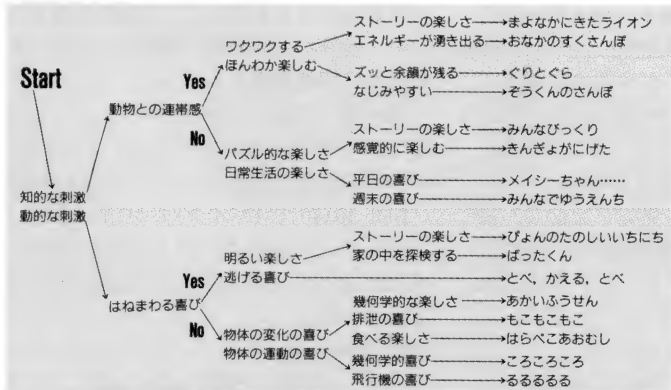 Start
知的な刺激
動的な刺激
動物との連帯感
Yes
ワクワクする
ほんわか楽しむ
ストーリーの楽しさ→まよなかにきたライオン
エネルギーが湧き出る→おなかのすくさんぽ
ズッと余韻が残る→ぐりとぐら
なじみやすい→ぞうくんのさんぽ
No
パズル的な楽しさ
日常生活の楽しさ
ストーリーの楽しさ→みんなびっくり
感覚的に楽しむ→きんぎょがにげた
平日の喜び→メイシーちゃん……
週末の喜び→みんなでゆうえんち
はねまわる喜び
Yes
明るい楽しさ
逃げる喜び
ストーリーの楽しさ→ぴょんのたのしいいちにち
家の中を探検する→ばったくん
とべ，かえる，とべ
No
物体の変化の喜び
物体の運動の喜び
幾何学的な楽しさ→あかいふうせん
排泄の喜び→もこもこもこ
食べる楽しさ→はらぺこあおむし
幾何学的喜び→ころころころ
飛行機の喜び→るるるるる